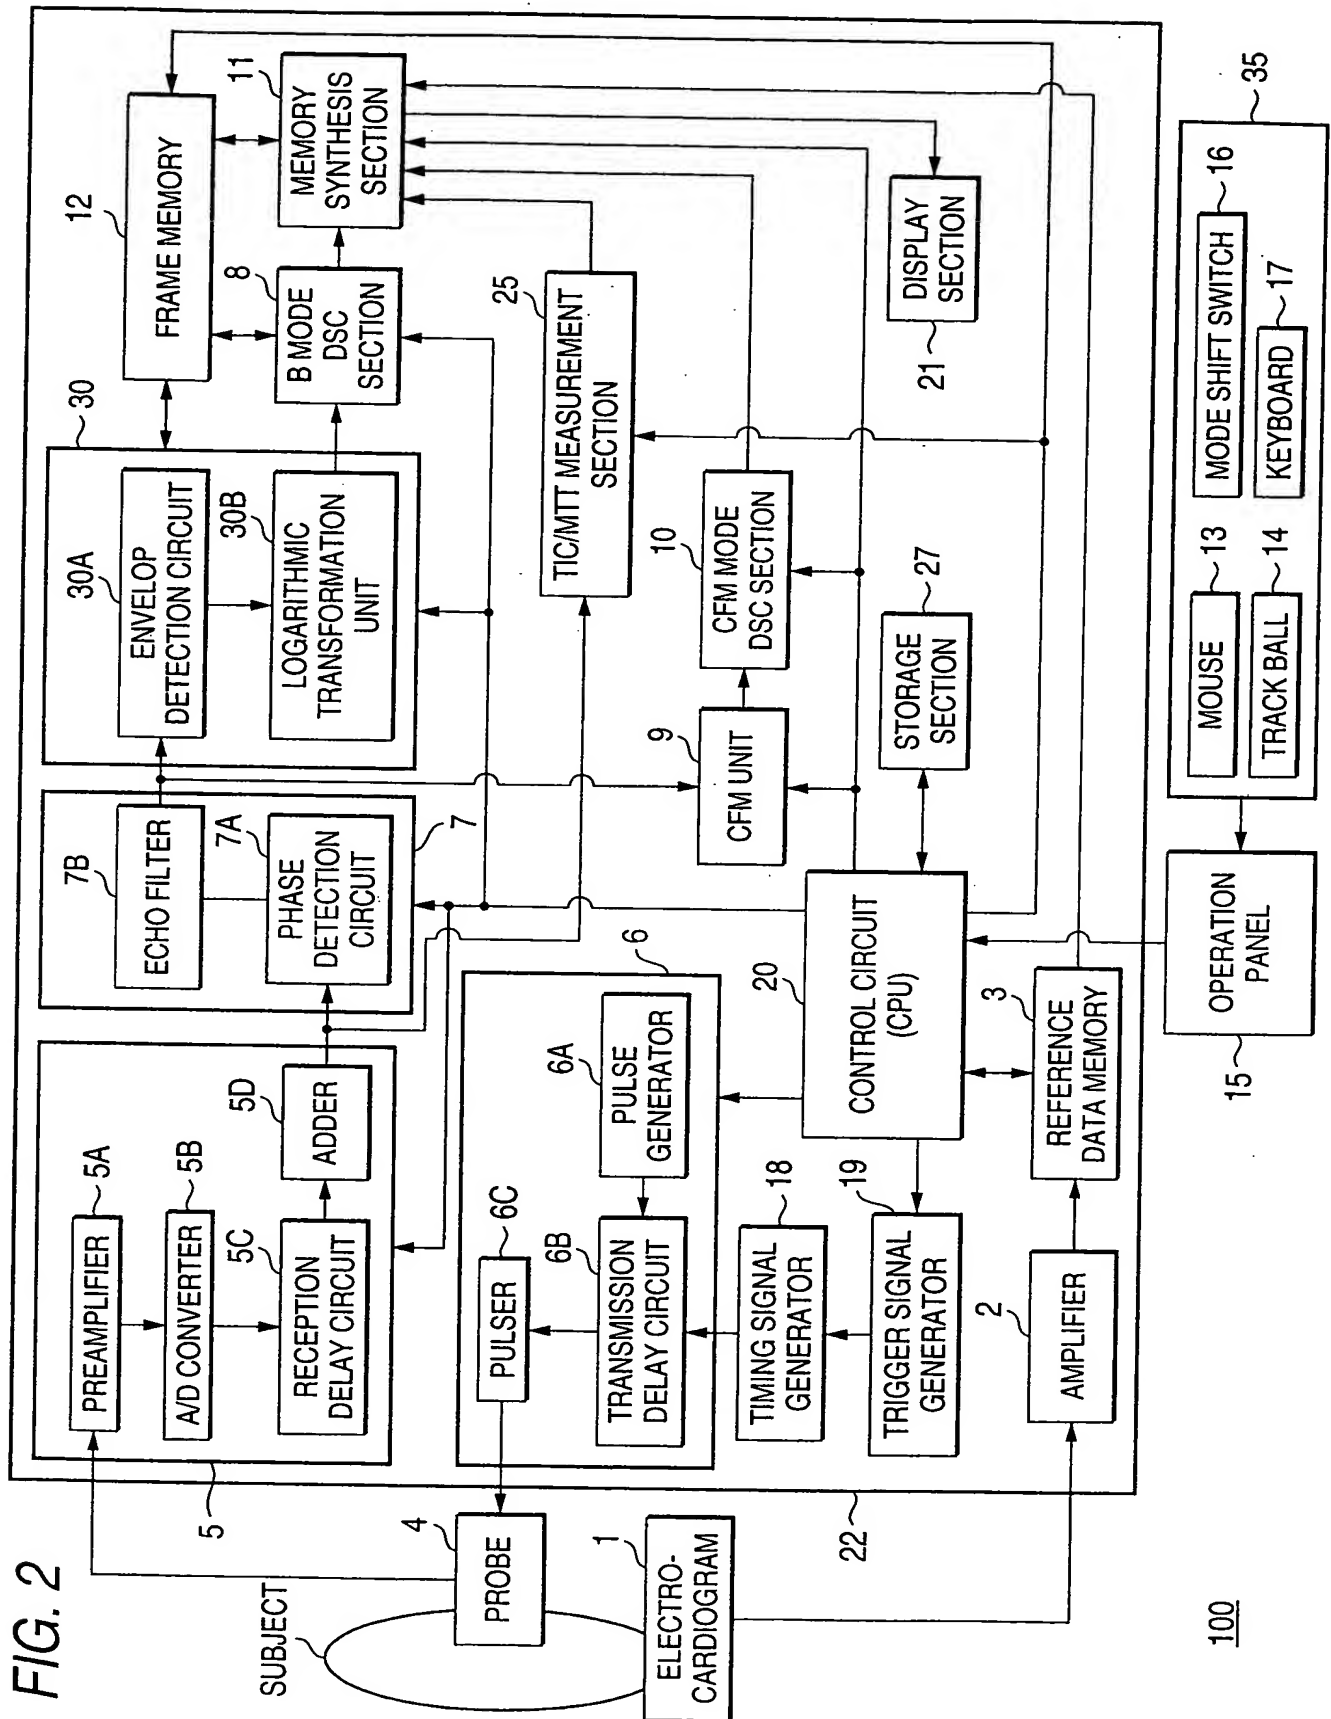 FIG. 2
100
SUBJECT
PROBE
4
ELECTRO-
CARDIOGRAM
1
22
5
PREAMPLIFIER
5A
A/D CONVERTER
5B
RECEPTION
DELAY CIRCUIT
5C
ADDER
5D
7
ECHO FILTER
7B
PHASE
DETECTION
CIRCUIT
7A
30
ENVELOP
DETECTION CIRCUIT
30A
LOGARITHMIC
TRANSFORMATION
UNIT
30B
FRAME MEMORY
12
B MODE
DSC
SECTION
8
MEMORY
SYNTHESIS
SECTION
11
6
PULSER
6C
TRANSMISSION
DELAY CIRCUIT
6B
PULSE
GENERATOR
6A
TIMING SIGNAL
GENERATOR
18
TRIGGER SIGNAL
GENERATOR
19
CONTROL CIRCUIT
(CPU)
20
TIC/MTT MEASUREMENT
SECTION
25
CFM UNIT
9
CFM MODE
DSC SECTION
10
STORAGE
SECTION
27
DISPLAY
SECTION
21
AMPLIFIER
2
REFERENCE
DATA MEMORY
3
OPERATION
PANEL
15
35
MOUSE
13
TRACK BALL
14
MODE SHIFT SWITCH
16
KEYBOARD
17